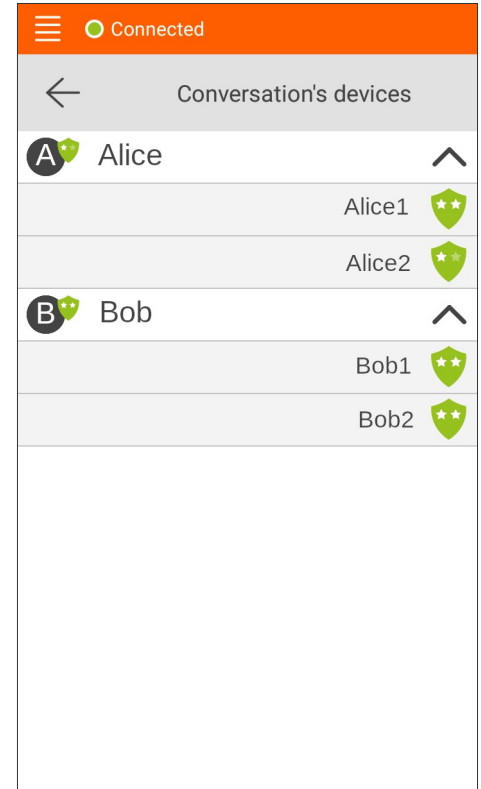 Connected
Conversation's devices
A Alice
Alice1
Alice2
B Bob
Bob1
Bob2